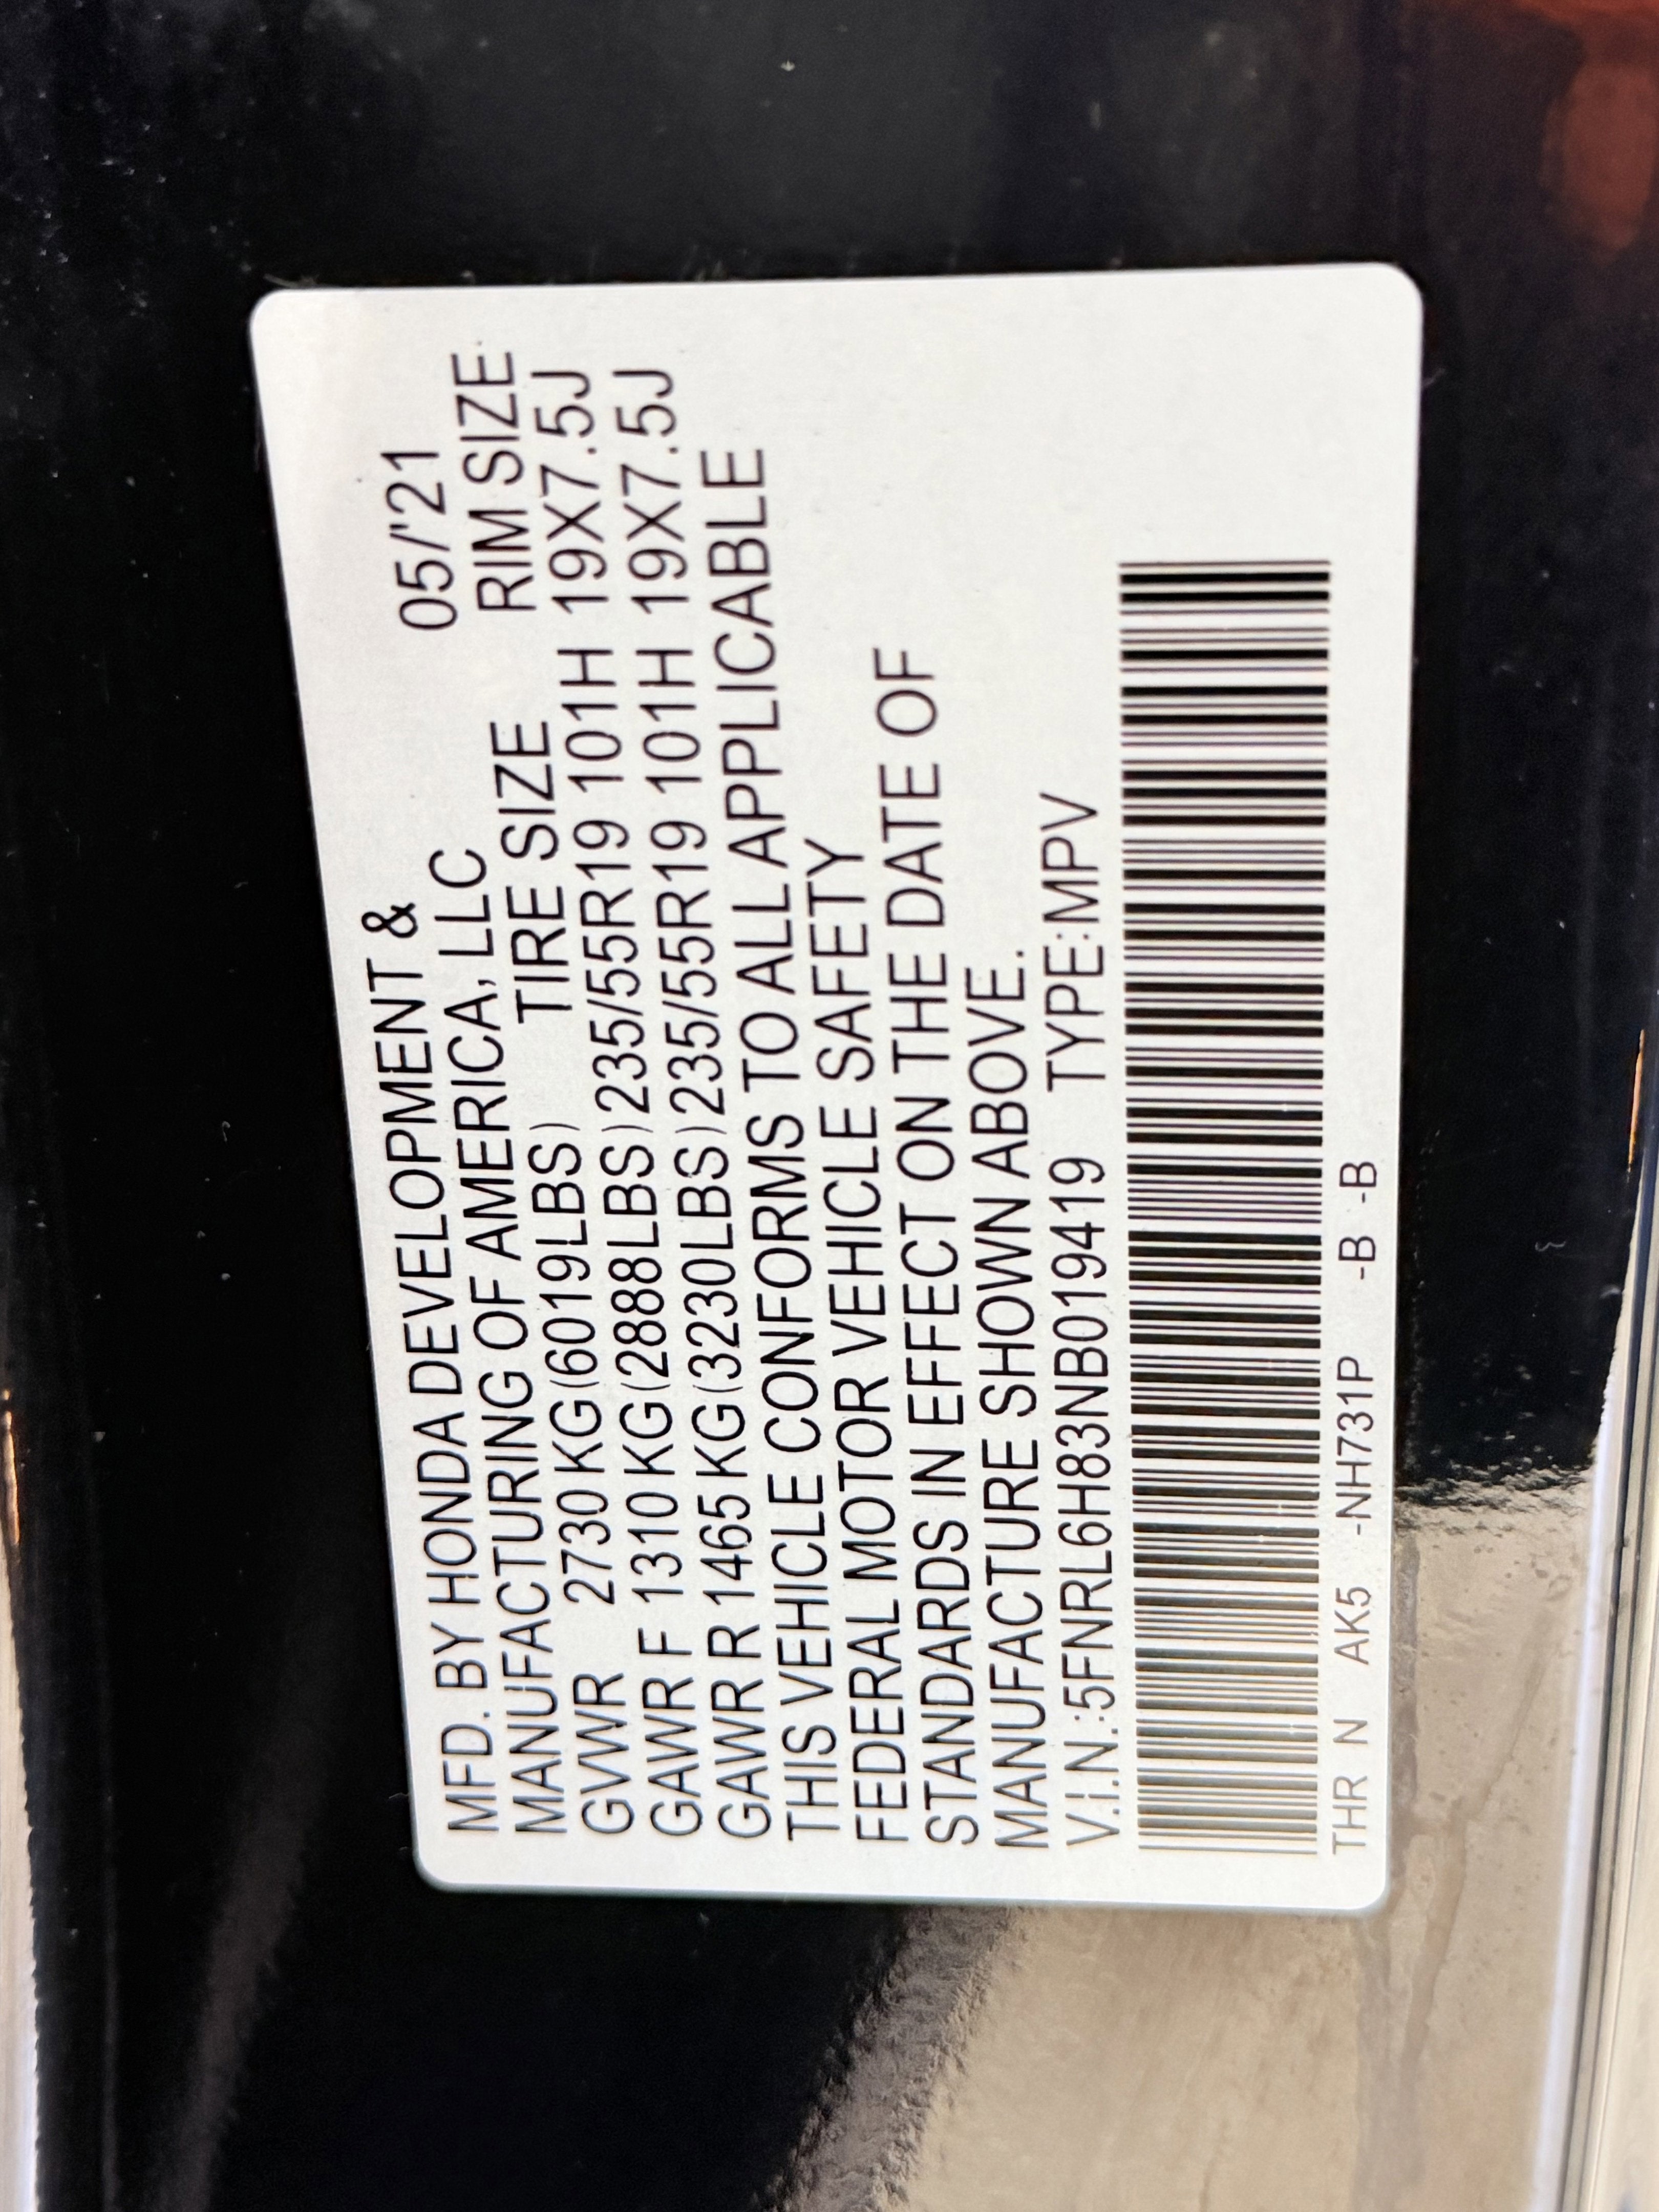 MFD. BY HONDA DEVELOPMENT &
MANUFACTURING OF AMERICA, LLC 05/'21
GVWR 2730 KG(6019LBS) TIRE SIZE RIM SIZE
GAWR F 1310 KG(2888LBS) 235/55R19 101H 19X7.5J
GAWR R 1465 KG(3230LBS) 235/55R19 101H 19X7.5J
THIS VEHICLE CONFORMS TO ALL APPLICABLE
FEDERAL MOTOR VEHICLE SAFETY
STANDARDS IN EFFECT ON THE DATE OF
MANUFACTURE SHOWN ABOVE.
V.I.N.:5FNRL6H83NB019419 TYPE:MPV
THR N AK5 -NH731P -B -B